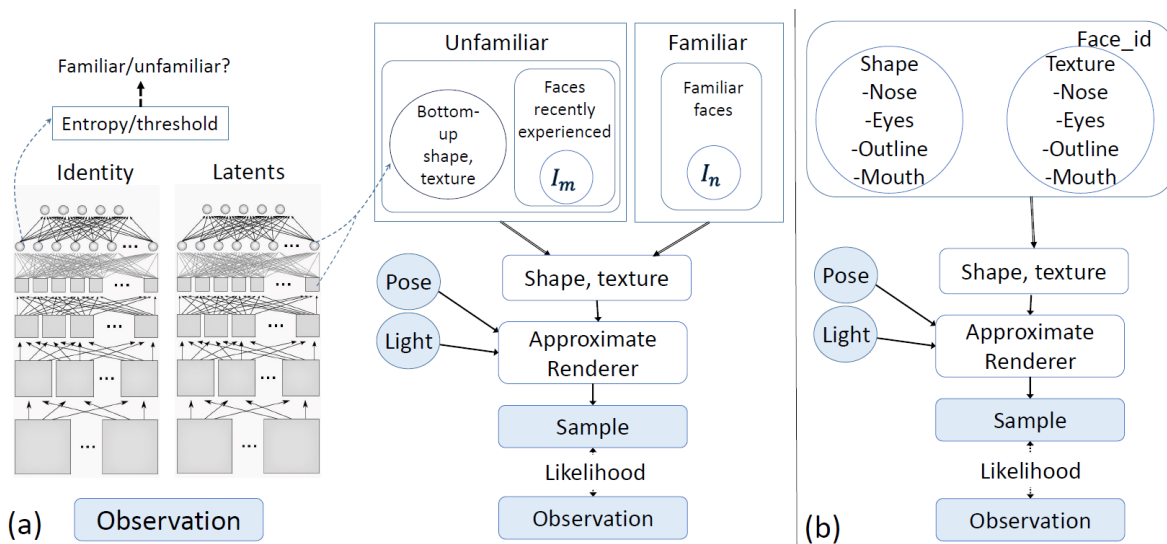 Familiar/unfamiliar?
Entropy/threshold
Identity
Latents
...
...
...
...
...
...
...
...
...
...
Observation
(a)
Unfamiliar
Bottom-
up
shape,
texture
Faces
recently
experienced
Iₘ
Familiar
Familiar
faces
Iₙ
Shape, texture
Pose
Light
Approximate
Renderer
Sample
Likelihood
Observation
Face_id
Shape
-Nose
-Eyes
-Outline
-Mouth
Texture
-Nose
-Eyes
-Outline
-Mouth
Shape, texture
Pose
Light
Approximate
Renderer
Sample
Likelihood
Observation
(b)